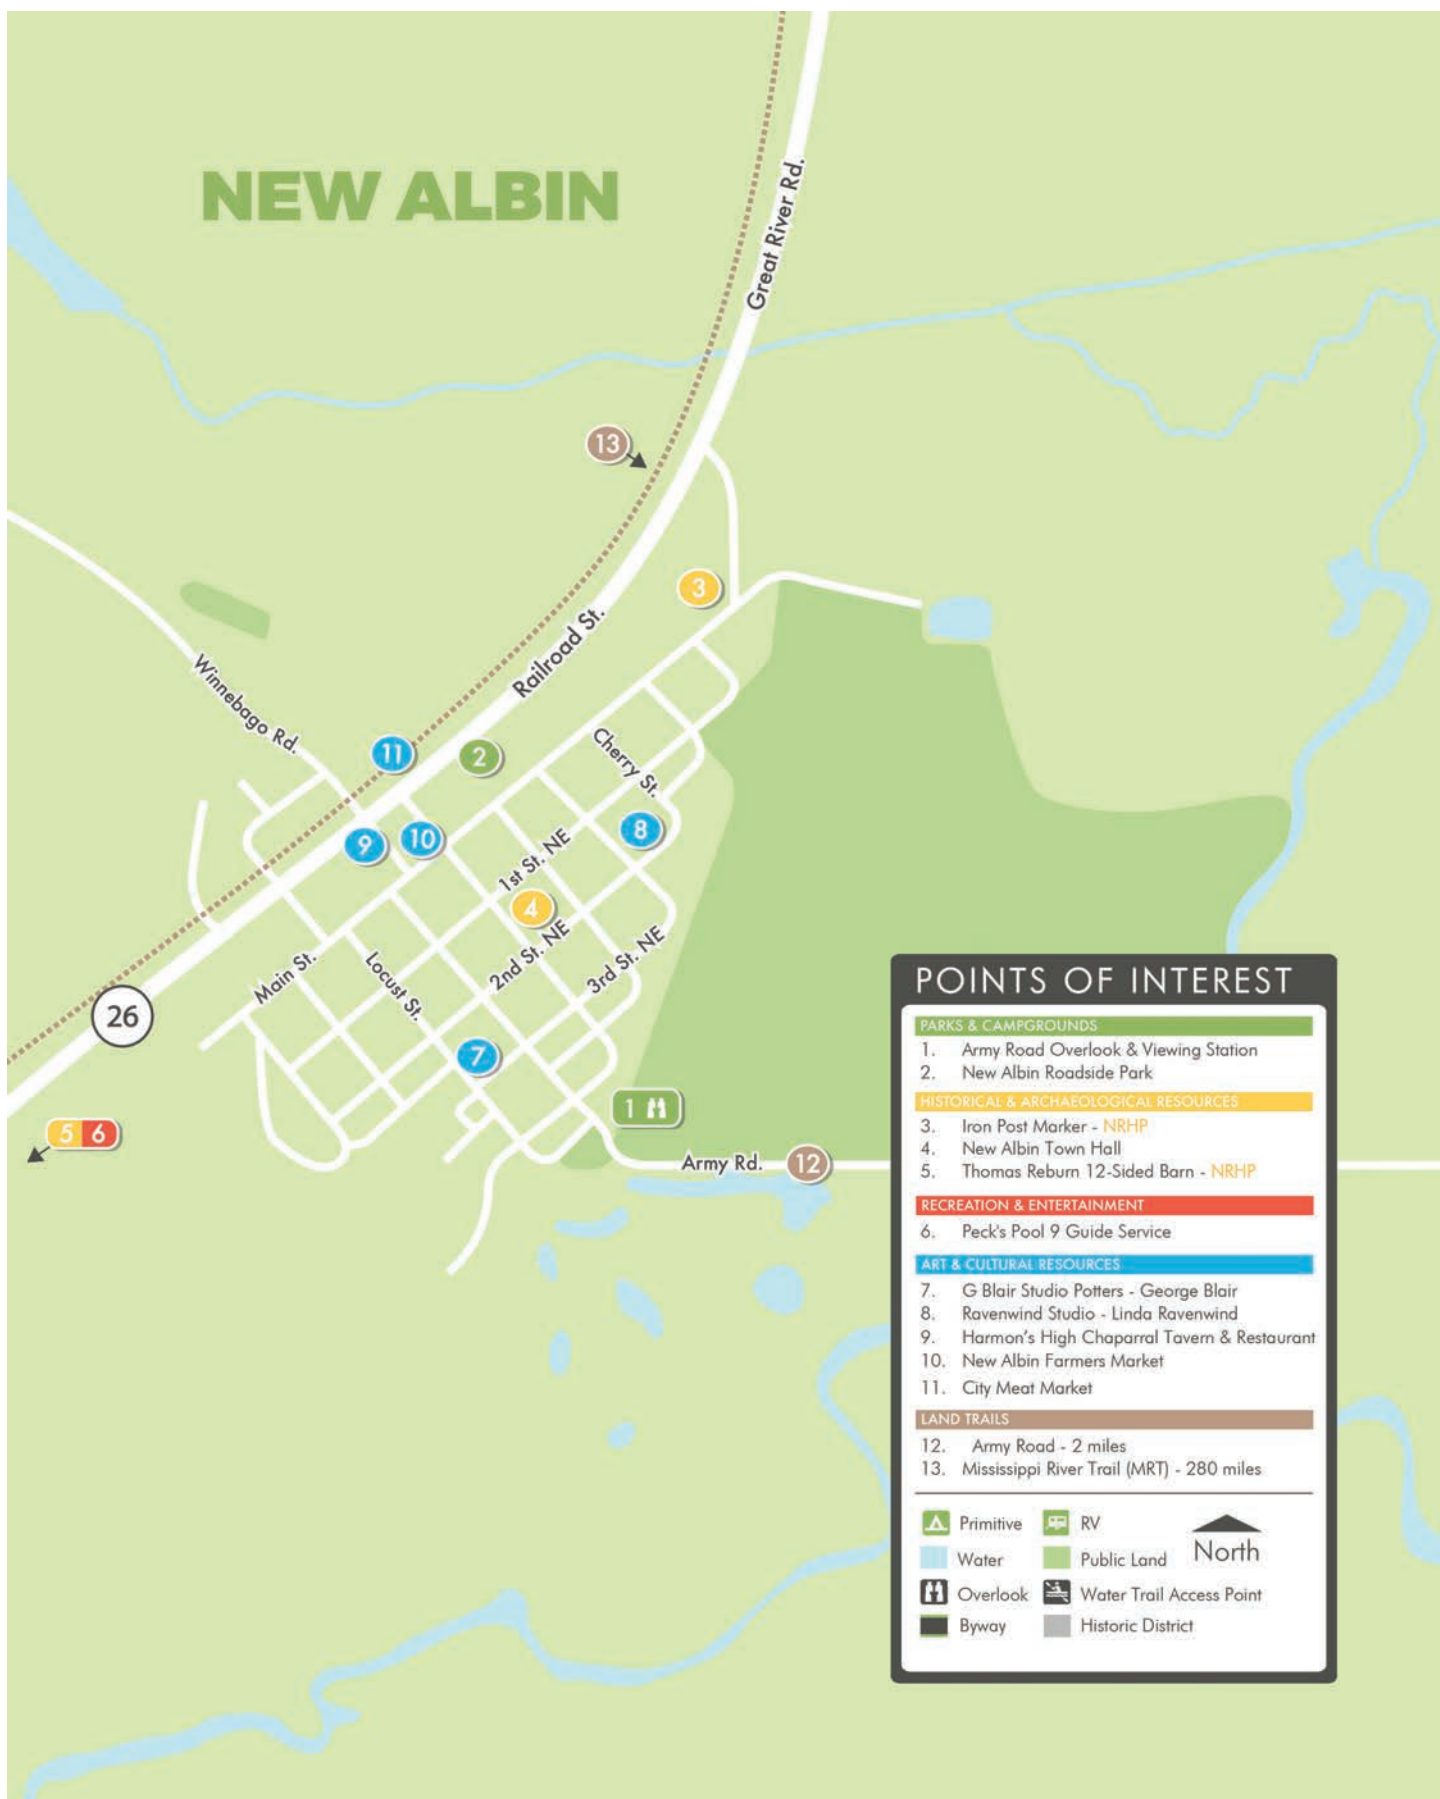 NEW ALBIN
Great River Rd.
13
3
Railroad St.
Winnebago Rd.
11
2
Cherry St.
9
10
8
1st St. NE
4
Main St.
Locust St.
2nd St. NE
3rd St. NE
26
7
1
5 6
Army Rd.
12
POINTS OF INTEREST
PARKS & CAMPGROUNDS
1. Army Road Overlook & Viewing Station
2. New Albin Roadside Park
HISTORICAL & ARCHAEOLOGICAL RESOURCES
3. Iron Post Marker - NRHP
4. New Albin Town Hall
5. Thomas Reburn 12-Sided Barn - NRHP
RECREATION & ENTERTAINMENT
6. Peck's Pool 9 Guide Service
ART & CULTURAL RESOURCES
7. G Blair Studio Potters - George Blair
8. Ravenwind Studio - Linda Ravenwind
9. Harmon's High Chaparral Tavern & Restaurant
10. New Albin Farmers Market
11. City Meat Market
LAND TRAILS
12. Army Road - 2 miles
13. Mississippi River Trail (MRT) - 280 miles
Primitive RV
North
Water Public Land
Overlook Water Trail Access Point
Byway Historic District